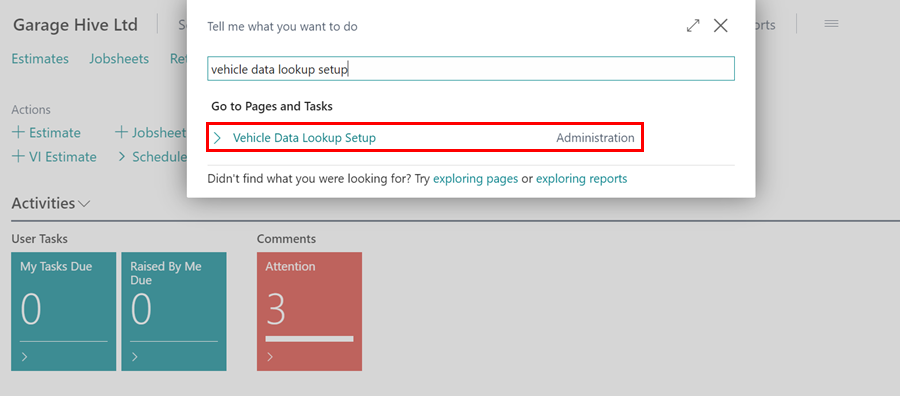 Garage Hive Ltd
Tell me what you want to do
Estimates Jobsheets
vehicle data lookup setup
Go to Pages and Tasks
Actions
Vehicle Data Lookup Setup Administration
+ Estimate + Jobsheet
+ VI Estimate > Schedule
Didn't find what you were looking for? Try exploring pages or exploring reports
Activities
User Tasks Comments
My Tasks Due Raised By Me Due Attention
0 0 3